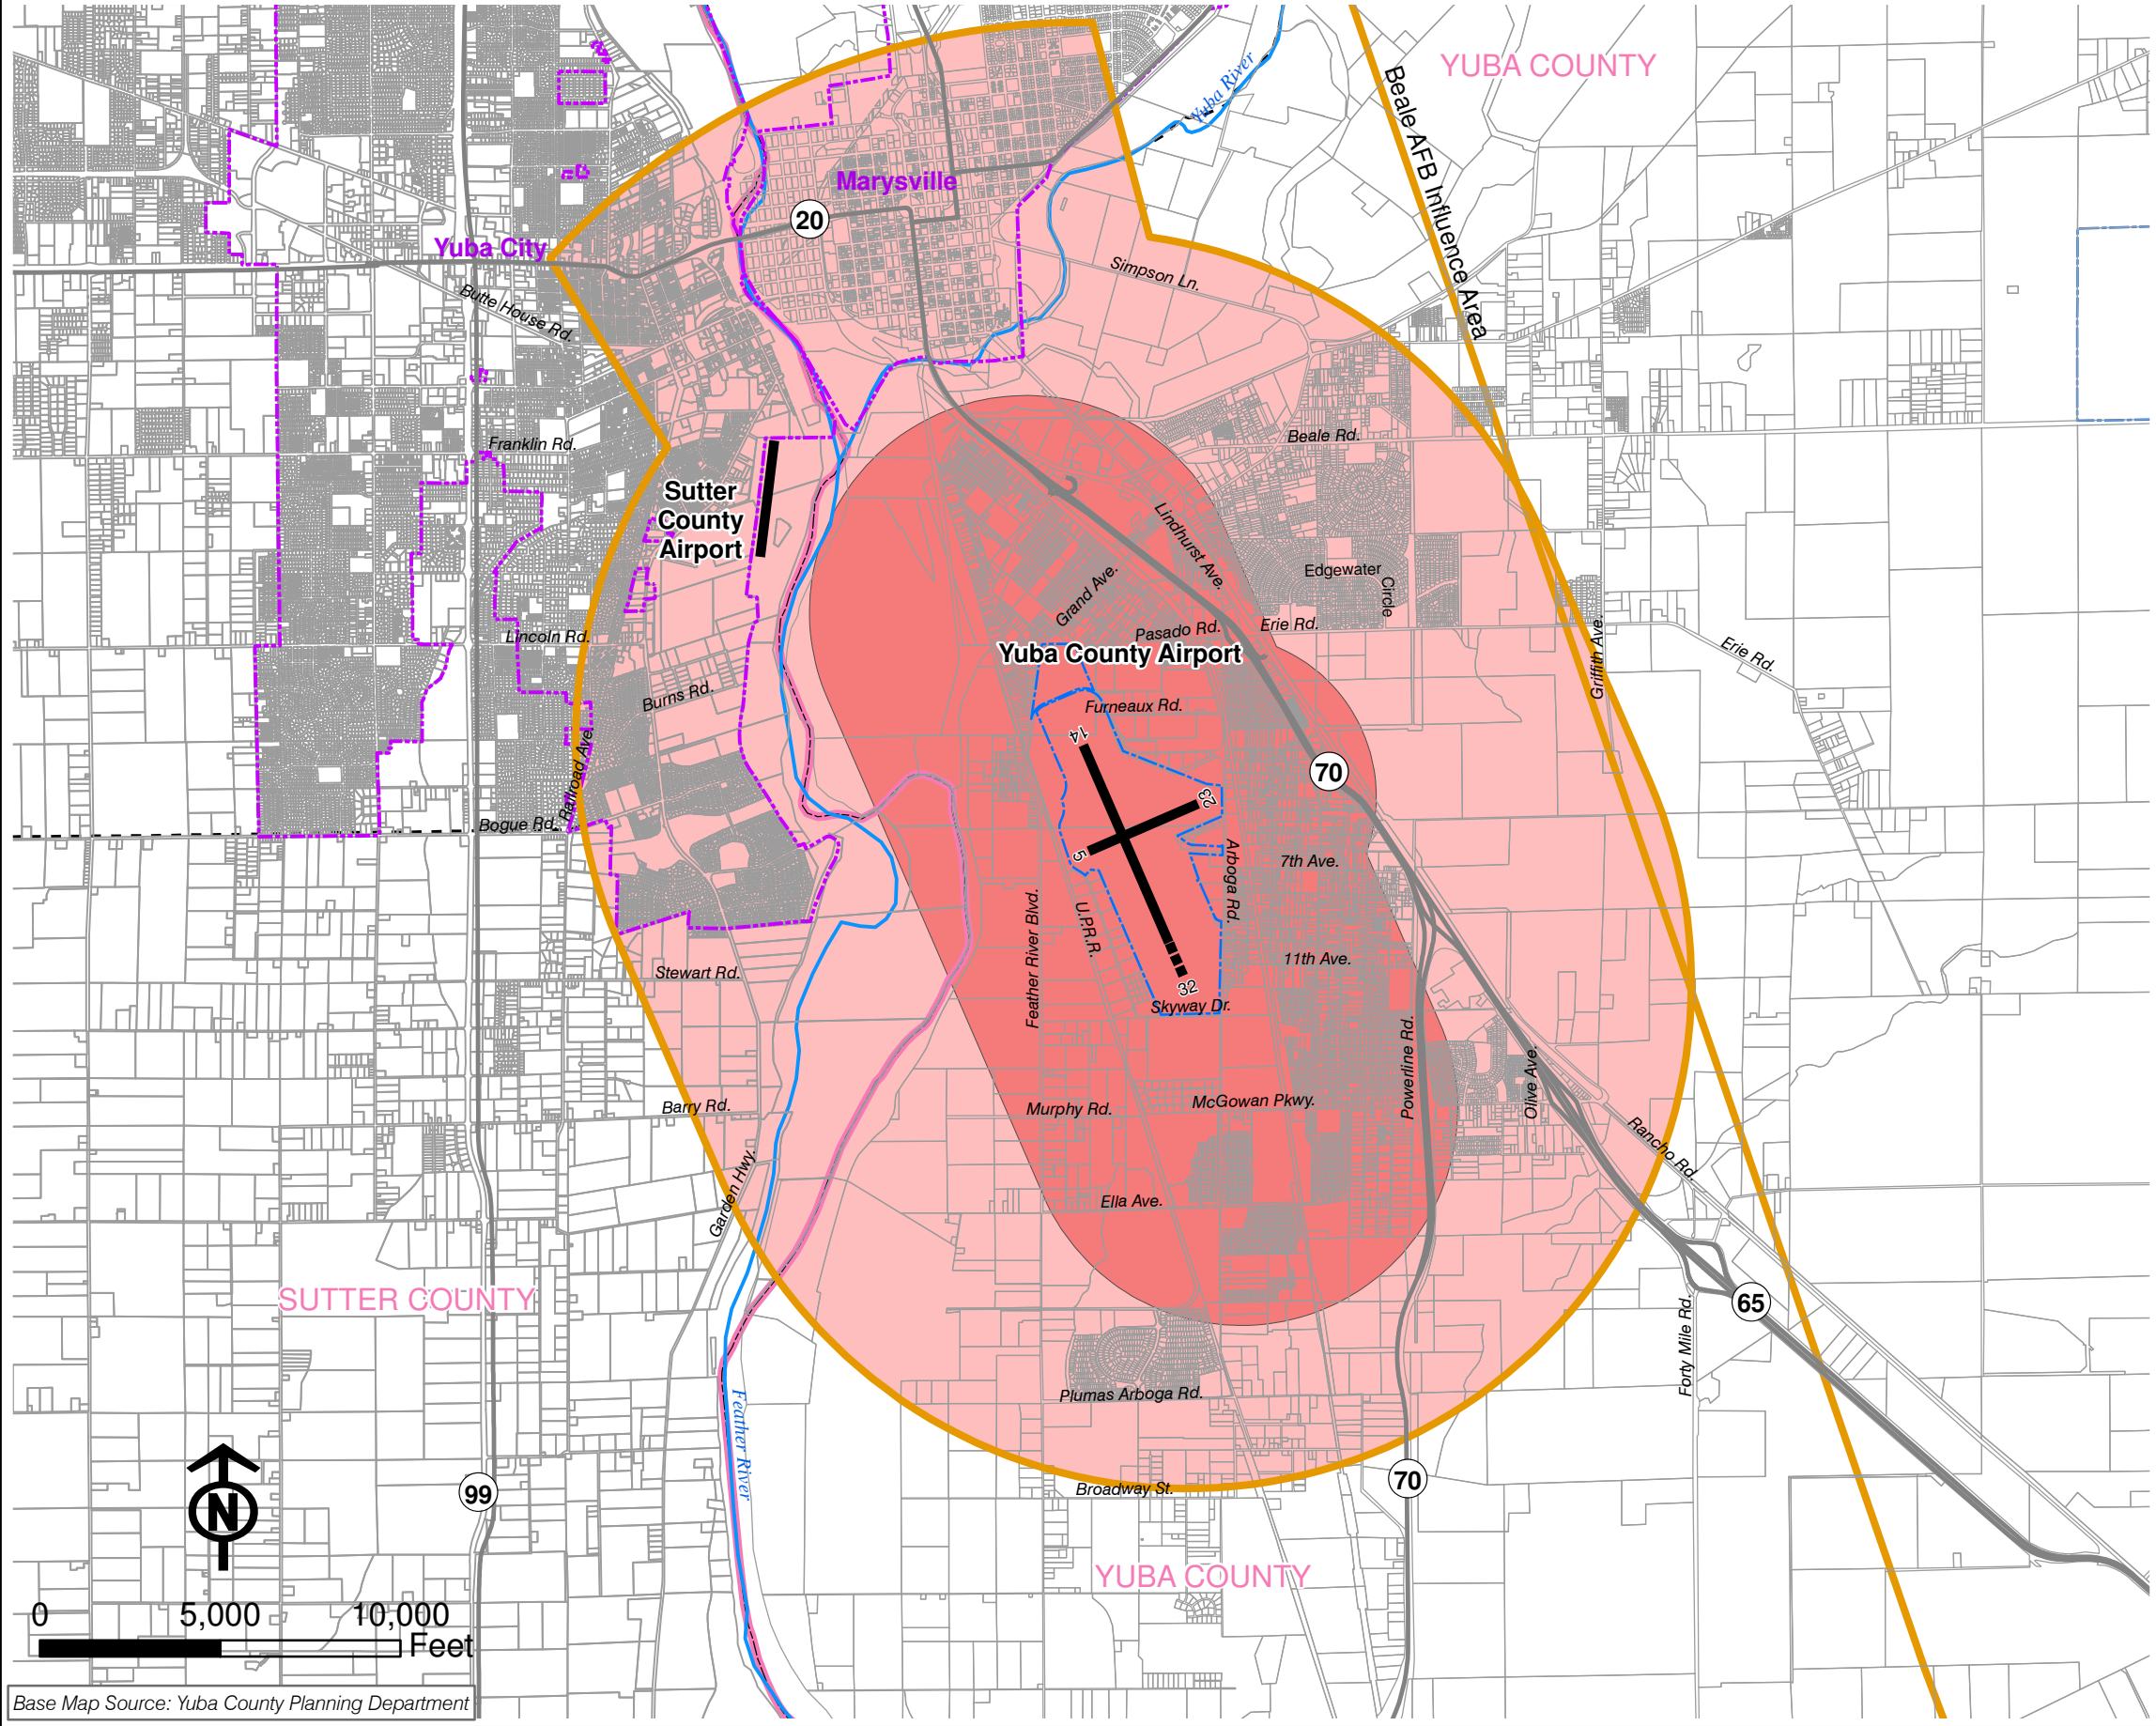 YUBA COUNTY
Beale AFB Influence Area
Yuba River
Marysville
20
Yuba City
Simpson Ln.
Butte House Rd.
Franklin Rd.
Beale Rd.
Sutter
County
Airport
Lindhurst Ave.
Grand Ave.
Edgewater
Circle
Pasado Rd.
Erie Rd.
Lincoln Rd.
Yuba County Airport
Griffith Ave.
Erie Rd.
Burns Rd.
Furneaux Rd.
14
Railroad Ave.
70
23
Bogue Rd.
5
7th Ave.
Arboga Rd.
Feather River Blvd.
U.P.R.R.
Stewart Rd.
11th Ave.
32
Skyway Dr.
Powerline Rd.
Olive Ave.
Barry Rd.
Murphy Rd.
McGowan Pkwy.
Rancho Rd.
Garden Hwy.
Ella Ave.
SUTTER COUNTY
65
Forty Mile Rd.
Plumas Arboga Rd.
Feather River
99
70
Broadway St.
N
YUBA COUNTY
0 5,000 10,000
Feet
Base Map Source: Yuba County Planning Department